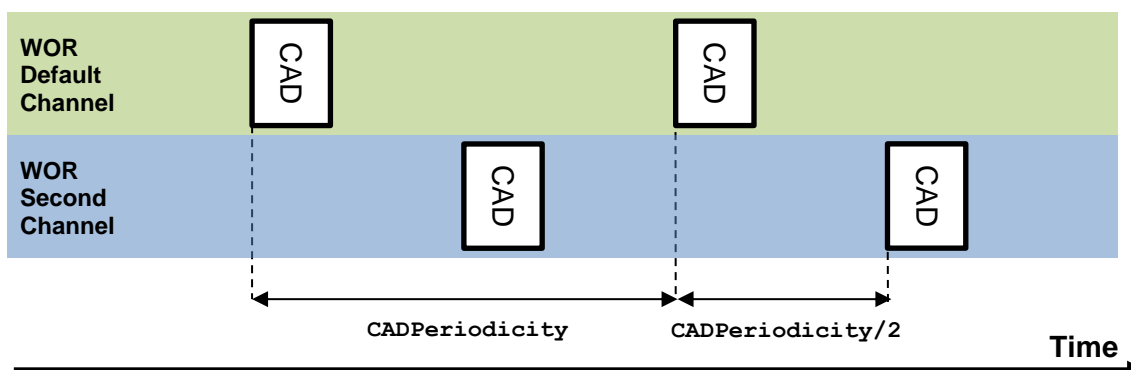 WOR
Default
Channel
CAD
CAD
WOR
Second
Channel
CAD
CAD
CADPeriodicity
CADPeriodicity/2
Time